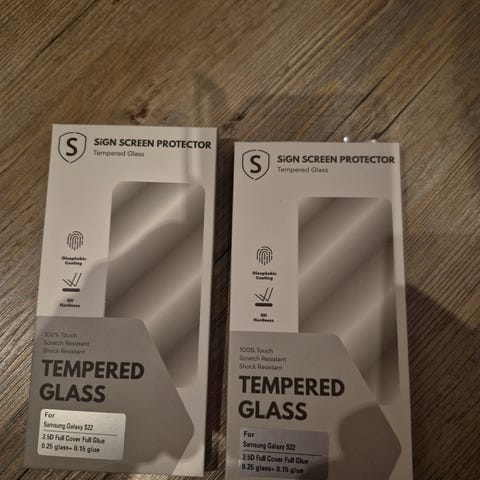 S
SiGN SCREEN PROTECTOR
Tempered Glass
Oleophobic
Coating
9H
Hardness
100% Touch
Scratch Resistant
Shock Resistant
TEMPERED
GLASS
For
Samsung Galaxy S22
2.5D Full Cover Full Glue
0.25 glass+ 0.15 glue
S
SiGN SCREEN PROTECTOR
Tempered Glass
Oleophobic
Coating
9H
Hardness
100% Touch
Scratch Resistant
Shock Resistant
TEMPERED
GLASS
For
Samsung Galaxy S22
2.5D Full Cover Full Glue
0.25 glass+ 0.15 glue